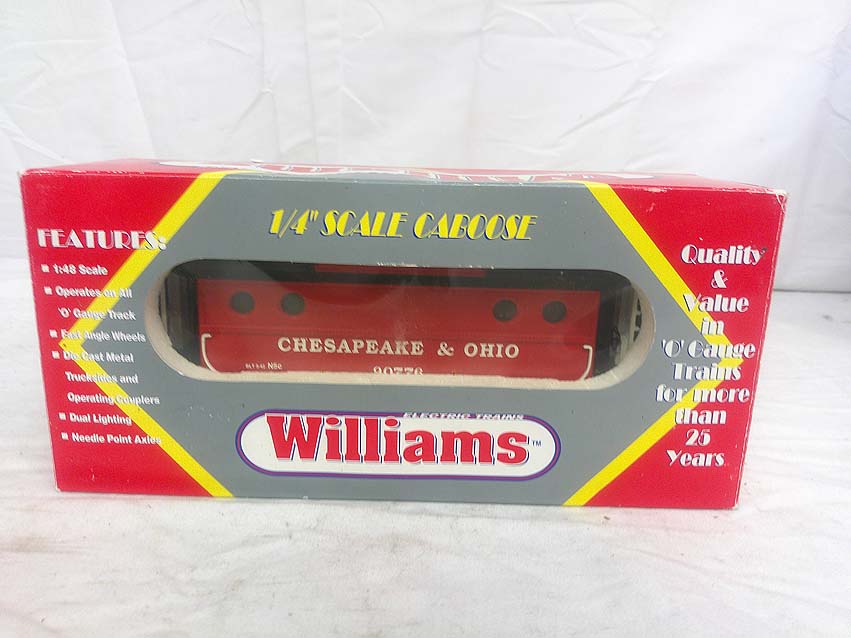 1/4" SCALE CABOOSE
FEATURES:
■ 1:48 Scale
■ Operates on All
'O' Gauge Track
■ Fast Angle Wheels
■ Die Cast Metal
Trucksides and
Operating Couplers
■ Dual Lighting
■ Needle Point Axles
CHESAPEAKE & OHIO
90776
ELECTRIC TRAINS
Williams™
Quality
&
Value
in
'O' Gauge
Trains
for more
than
25
Years